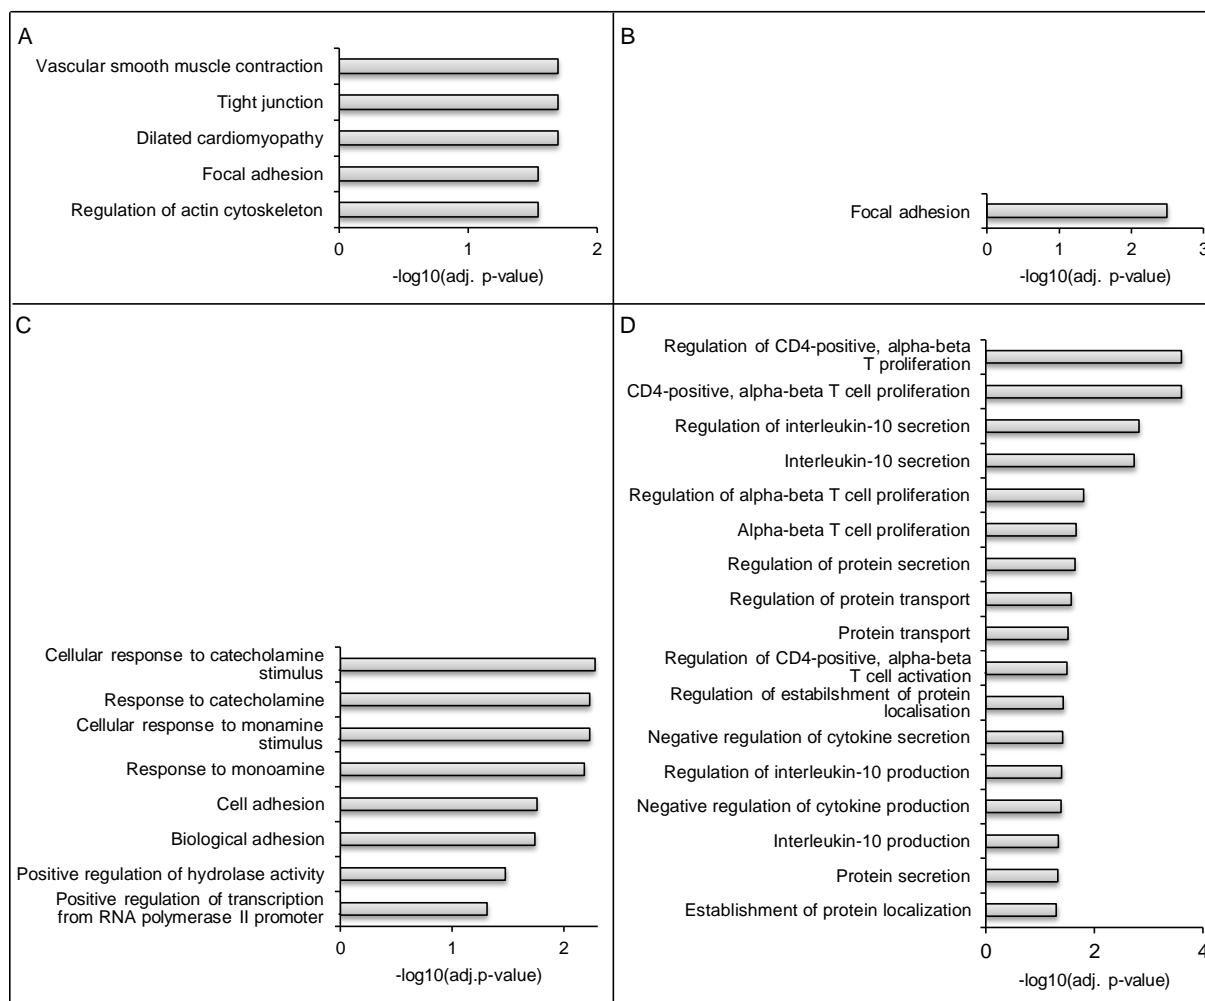 A
Vascular smooth muscle contraction
Tight junction
Dilated cardiomyopathy
Focal adhesion
Regulation of actin cytoskeleton
0 1 2
-log10(adj. p-value)
B
Focal adhesion
0 1 2 3
-log10(adj. p-value)
C
Cellular response to catecholamine
stimulus
Response to catecholamine
Cellular response to monamine
stimulus
Response to monoamine
Cell adhesion
Biological adhesion
Positive regulation of hydrolase activity
Positive regulation of transcription
from RNA polymerase II promoter
0 1 2
-log10(adj.p-value)
D
Regulation of CD4-positive, alpha-beta
T proliferation
CD4-positive, alpha-beta T cell proliferation
Regulation of interleukin-10 secretion
Interleukin-10 secretion
Regulation of alpha-beta T cell proliferation
Alpha-beta T cell proliferation
Regulation of protein secretion
Regulation of protein transport
Protein transport
Regulation of CD4-positive, alpha-beta
T cell activation
Regulation of estabilshment of protein
localisation
Negative regulation of cytokine secretion
Regulation of interleukin-10 production
Negative regulation of cytokine production
Interleukin-10 production
Protein secretion
Establishment of protein localization
0 2 4
-log10(adj. p-value)